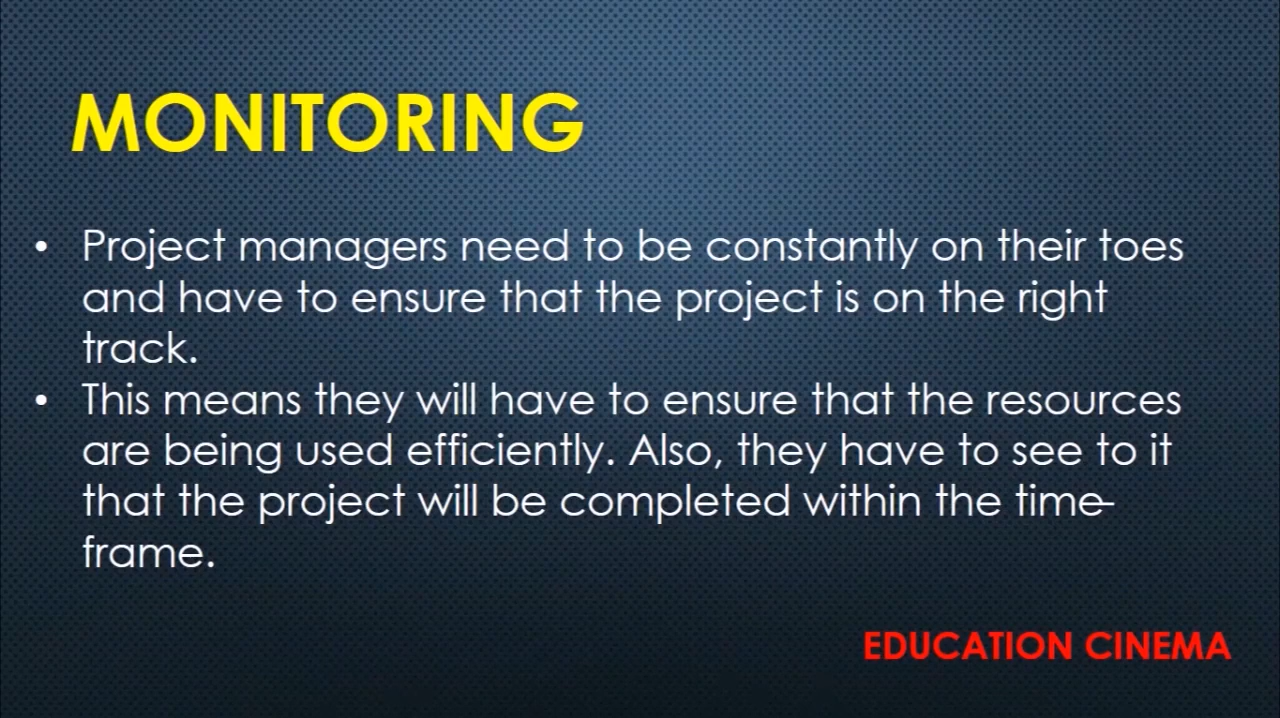 MONITORING
• Project managers need to be constantly on their toes
and have to ensure that the project is on the right
track.
• This means they will have to ensure that the resources
are being used efficiently. Also, they have to see to it
that the project will be completed within the time-
frame.
EDUCATION CINEMA